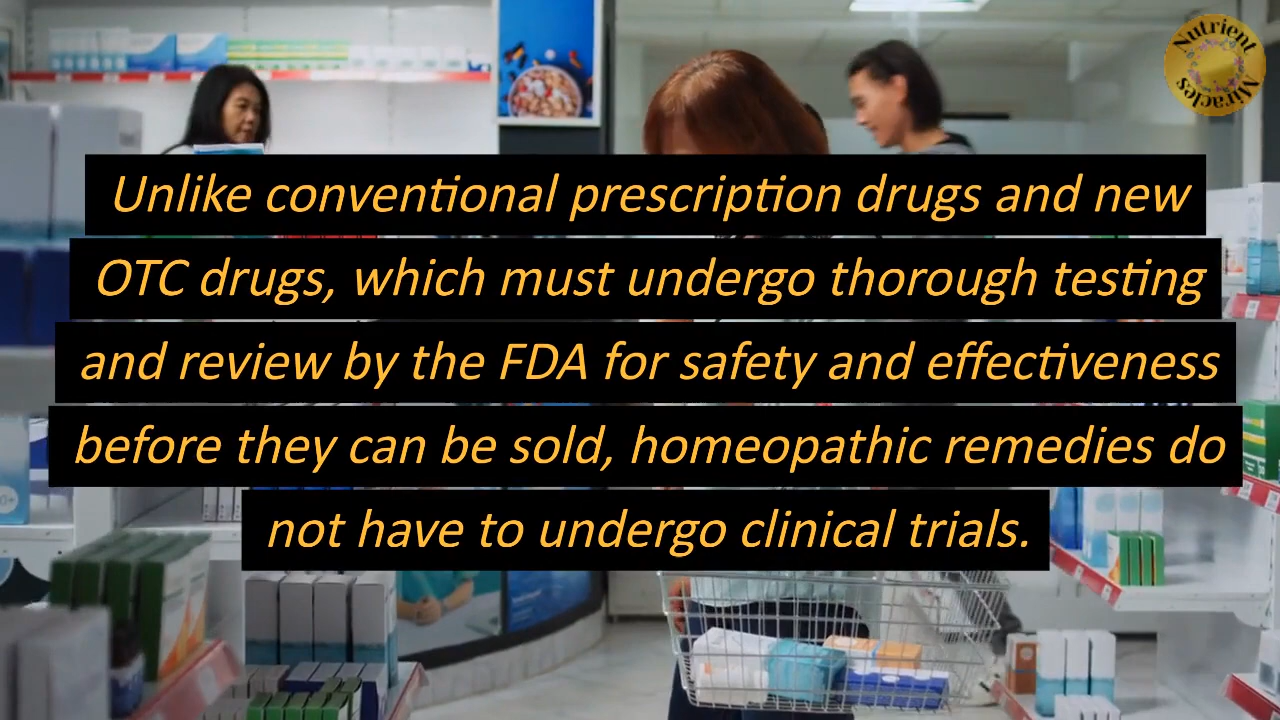 Nutrient
Miracles
Unlike conventional prescription drugs and new
OTC drugs, which must undergo thorough testing
and review by the FDA for safety and effectiveness
before they can be sold, homeopathic remedies do
not have to undergo clinical trials.